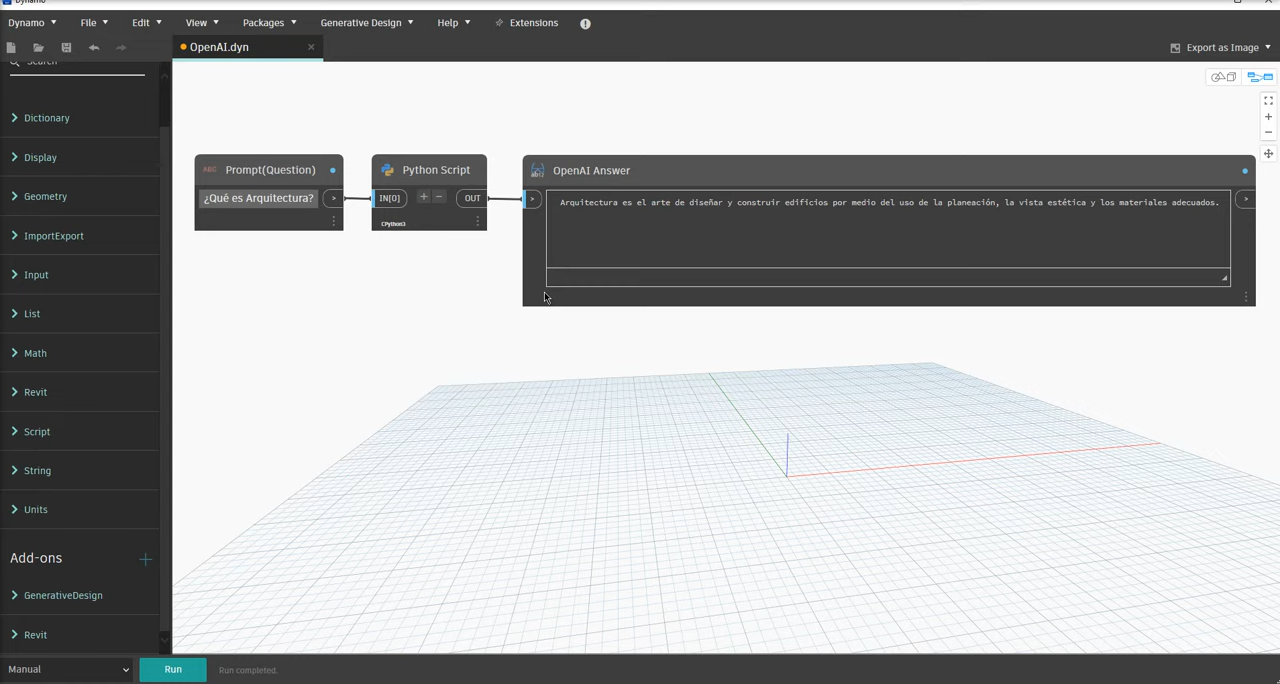 Dynamo
Dynamo File Edit View Packages Generative Design Help Extensions
OpenAI.dyn
Export as Image
Search
Dictionary
Display
Geometry
ImportExport
Input
List
Math
Revit
Script
String
Units
Add-ons
GenerativeDesign
Revit
ABC Prompt(Question)
¿Qué es Arquitectura? >
Python Script
IN[0] + − OUT
CPython3
OpenAI Answer
> Arquitectura es el arte de diseñar y construir edificios por medio del uso de la planeación, la vista estética y los materiales adecuados. >
Manual Run Run completed.